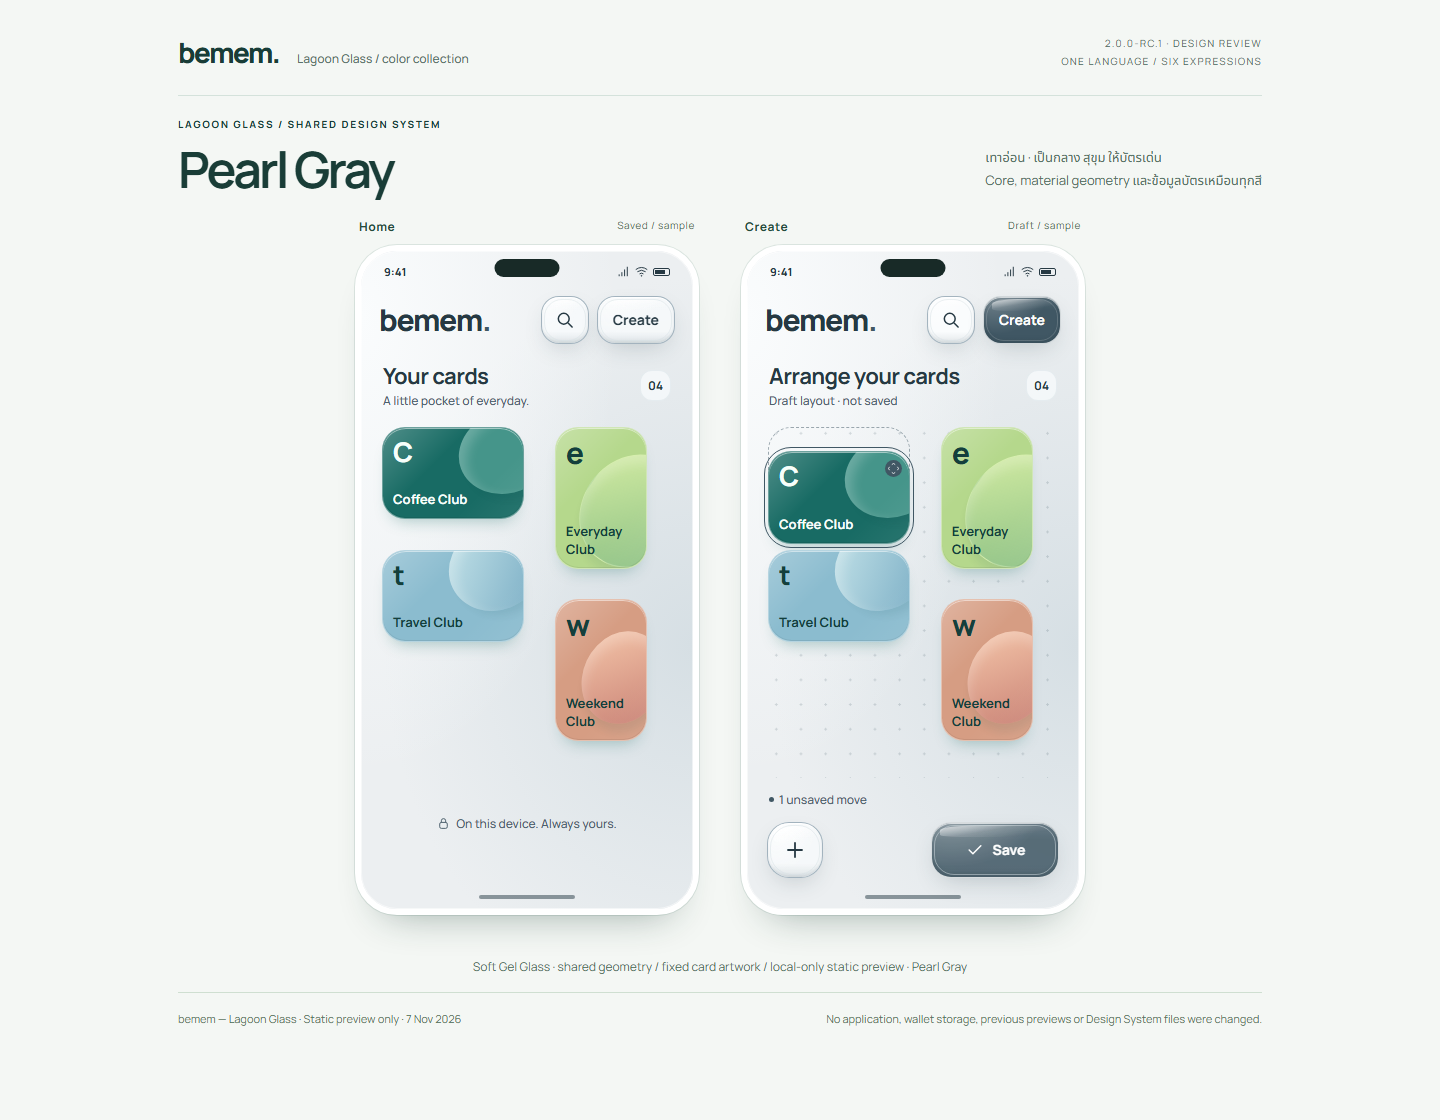 bemem.
Lagoon Glass / color collection
2.0.0-RC.1 · DESIGN REVIEW
ONE LANGUAGE / SIX EXPRESSIONS
LAGOON GLASS / SHARED DESIGN SYSTEM
Pearl Gray
เทาอ่อน · เป็นกลาง สุขุม ให้บัตรเด่น
Core, material geometry และข้อมูลบัตรเหมือนทุกสี
Home
Saved / sample
9:41
bemem.
Create
Your cards
A little pocket of everyday.
04
C
Coffee Club
e
Everyday
Club
t
Travel Club
w
Weekend
Club
On this device. Always yours.
Create
Draft / sample
9:41
bemem.
Create
Arrange your cards
Draft layout · not saved
04
C
Coffee Club
e
Everyday
Club
t
Travel Club
w
Weekend
Club
1 unsaved move
Save
Soft Gel Glass · shared geometry / fixed card artwork / local-only static preview · Pearl Gray
bemem — Lagoon Glass · Static preview only · 7 Nov 2026
No application, wallet storage, previous previews or Design System files were changed.